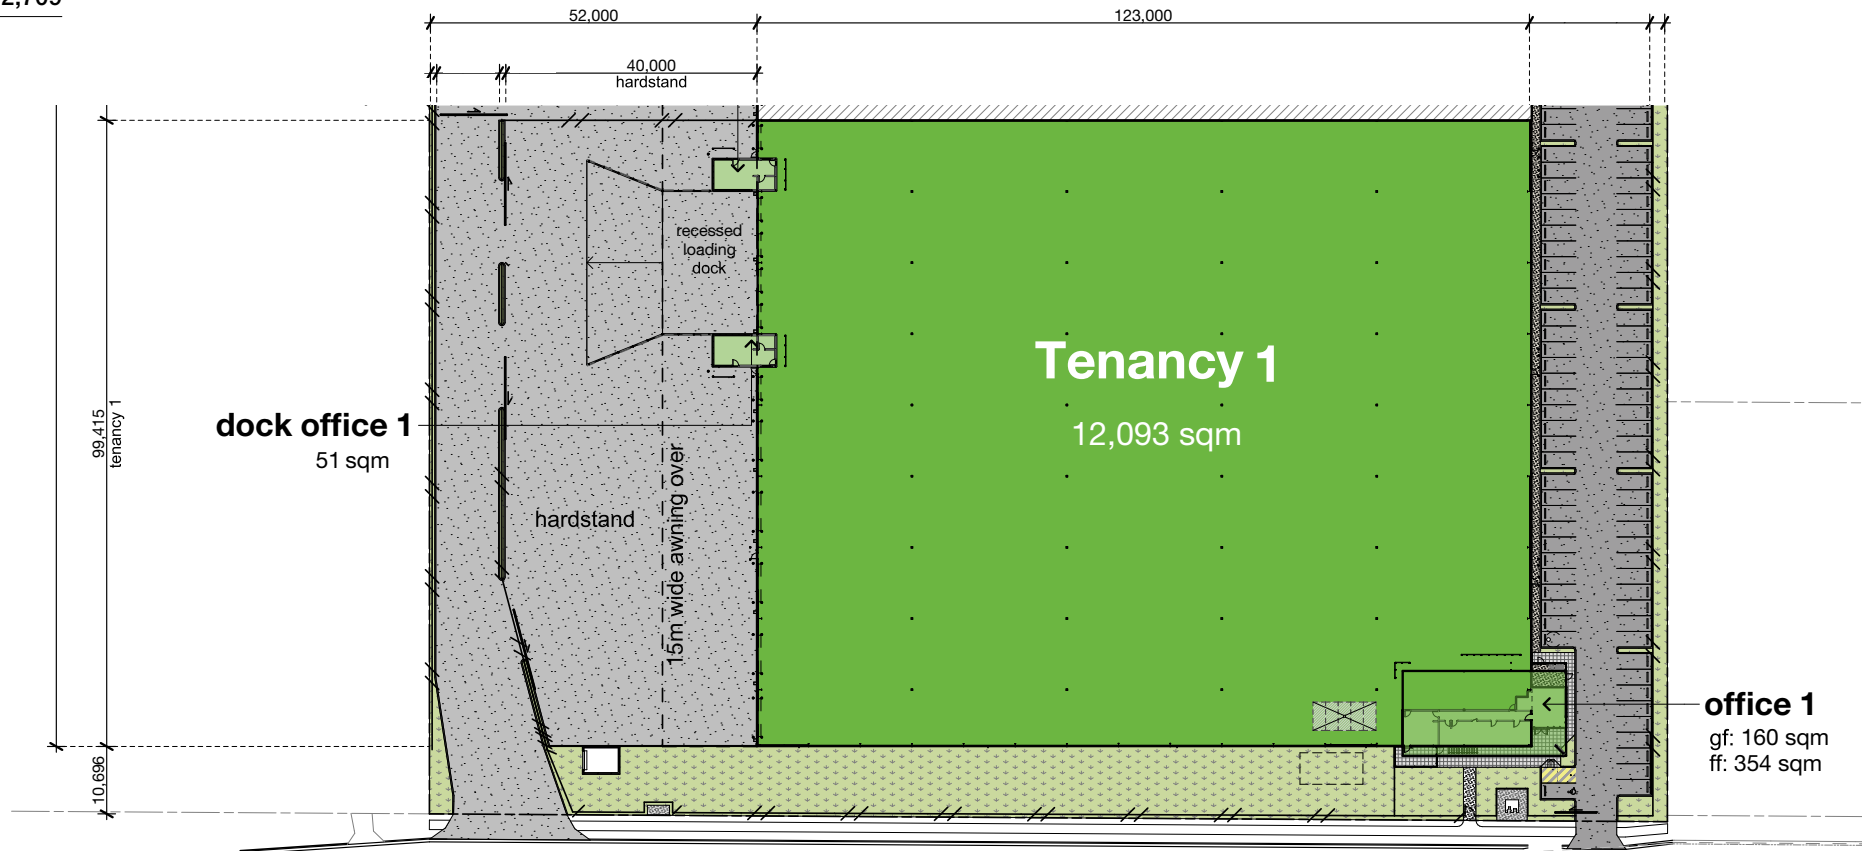 52,000
123,000
40,000
hardstand
recessed
loading
dock
Tenancy 1
12,093 sqm
99,415
tenancy 1
dock office 1
51 sqm
hardstand
15m wide awning over
office 1
gf: 160 sqm
ff: 354 sqm
10,696